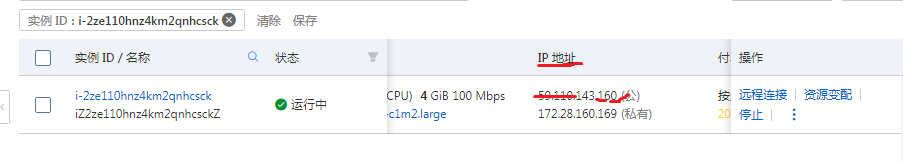 实例 ID : i-2ze110hnz4km2qnhcsck 清除 保存
实例 ID / 名称 状态 IP 地址 付 操作
i-2ze110hnz4km2qnhcsck 运行中 CPU) 4 GiB 100 Mbps 59.110.143.160 (公) 按 远程连接 资源变配
iZ2ze110hnz4km2qnhcsckZ -c1m2.large 172.28.160.169 (私有) 20 停止